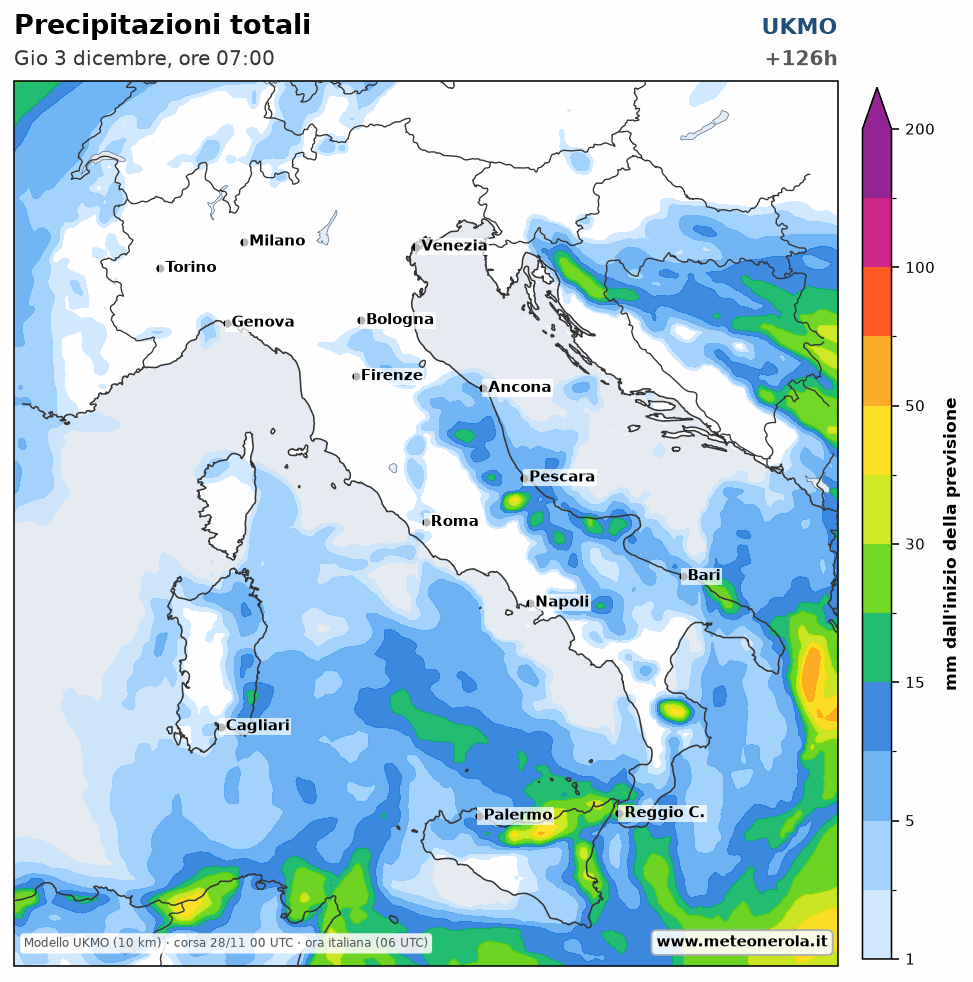 Precipitazioni totali
UKMO
Gio 3 dicembre, ore 07:00
+126h
200
100
50
30
15
5
1
mm dall'inizio della previsione
Milano
Venezia
Torino
Genova
Bologna
Firenze
Ancona
Pescara
Roma
Bari
Napoli
Cagliari
Palermo
Reggio C.
Modello UKMO (10 km) · corsa 28/11 00 UTC · ora italiana (06 UTC)
www.meteonerola.it